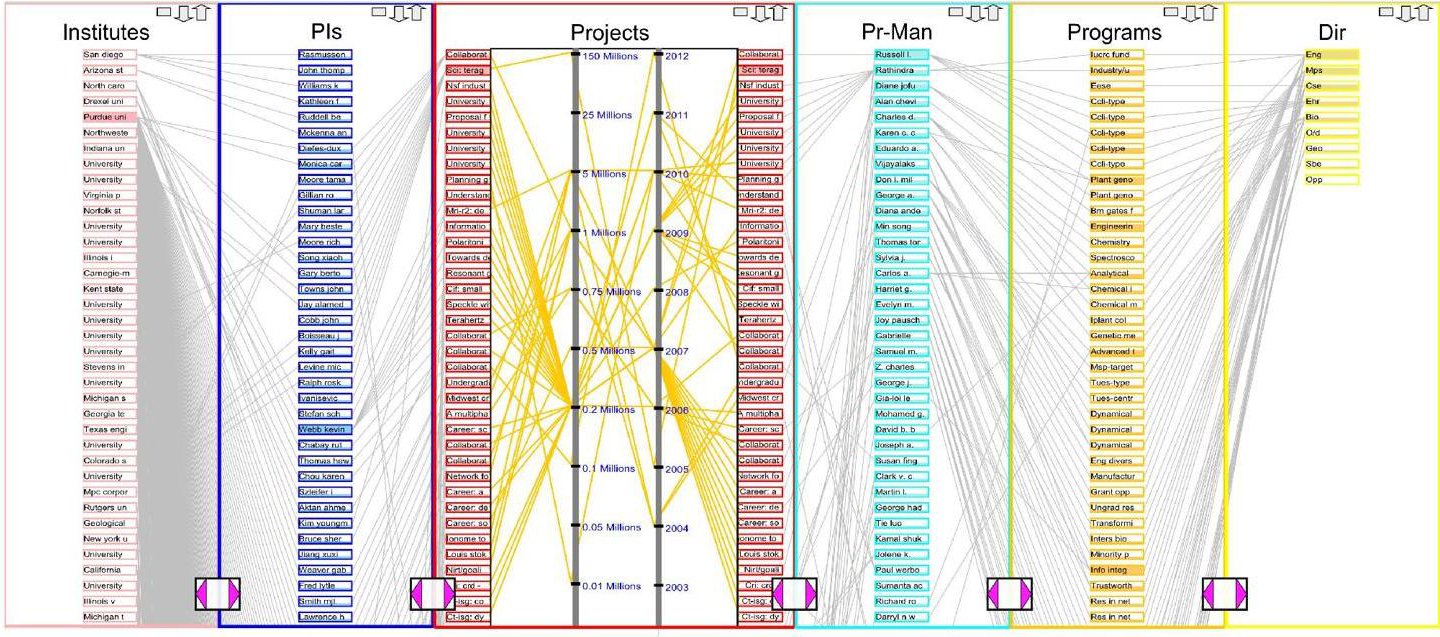 Institutes
San diego
Arizona st
North caro
Drexel uni
Purdue uni
Northweste
Indiana un
University
University
Virginia p
Norfolk st
University
University
Illinois i
Carnegie-m
Kent state
University
University
University
University
Stevens in
University
Michigan s
Georgia te
Texas engi
University
Colorado s
University
Mpc corpor
Rutgers un
Geological
New york u
University
California
University
Illinois v
Michigan t
PIs
Rasmussen
John thomp
Williams k
Kathleen f
Ruddell be
Mckenna an
Diefes-dux
Monica car
Moore tama
Gillian ro
Shuman lar
Mary beste
Moore rich
Song xiaoh
Gary berto
Towns john
Jay alamed
Cobb john
Boisseau j
Kelly gait
Levine mic
Ralph rosk
Ivanisevic
Stefan sch
Webb kevin
Chabay rut
Thomas how
Chou karen
Szleifer i
Aktan ahme
Kim youngm
Bruce sher
Jiang xuxi
Weaver gab
Fred lytle
Smith mjt
Lawrence h
Projects
Collaborat
Sci: terag
Nsf indust
University
Proposal f
University
University
University
Planning g
Understand
Mri-r2: de
Informatio
Polaritoni
Towards de
Resonant g
Cif: small
Speckle wi
Terahertz
Collaborat
Collaborat
Collaborat
Undergradu
Midwest cr
A multipha
Career: sc
Collaborat
Collaborat
Network fo
Career: a
Career: de
Career: so
Ionome to
Louis stok
Nirt/goali
: crd -
-isg: co
Ct-isg: dy
150 Millions
25 Millions
5 Millions
1 Millions
0.75 Millions
0.5 Millions
0.2 Millions
0.1 Millions
0.05 Millions
0.01 Millions
2012
2011
2010
2009
2008
2007
2006
2005
2004
2003
Collaborat
Sci: terag
Nsf indust
University
Proposal f
University
University
University
Planning g
nderstand
Mri-r2: de
nformatio
Polaritoni
owards de
esonant g
Cif: small
Speckle wi
Terahertz
Collaborat
Collaborat
Collaborat
ndergradu
Midwest cr
A multipha
Career: sc
Collaborat
Collaborat
Network fo
Career: a
Career: de
Career: so
onome to
Louis stok
Nirt/goali
Cri: cr
Ct-isg:
Ct-isg: dy
Pr-Man
Russell l.
Rathindra
Diane jofu
Alan chevi
Charles d.
Karen c. c
Eduardo a.
Vijayalaks
Don l. mil
George a.
Diana ande
Min song
Thomas tor
Sylvia j.
Carlos a.
Harriet g.
Evelyn m.
Joy pausch
Gabrielle
Samuel m.
Z. charles
George j.
Gia-loi le
Mohamed g.
David b. b
Joseph a.
Susan fing
Clark v. c
Martin l.
George had
Tie luo
Kamal shuk
Jolene k.
Paul werbo
Sumanta ac
Richard ro
Darryl n w
Programs
Iucrc fund
Industry/u
Eese
Ccli-type
Ccli-type
Ccli-type
Ccli-type
Ccli-type
Plant geno
Plant geno
Bm gates f
Engineerin
Chemistry
Spectrosco
Analytical
Chemical i
Chemical m
Iplant col
Genetic me
Advanced t
Msp-target
Tues-type
Tues-centr
Dynamical
Dynamical
Dynamical
Eng divers
Manufactur
Grant opp
Ungrad res
Transformi
Inters bio
Minority p
Info integ
Trustworth
Res in net
Res in net
Dir
Eng
Mps
Cse
Ehr
Bio
O/d
Geo
Sbe
Opp